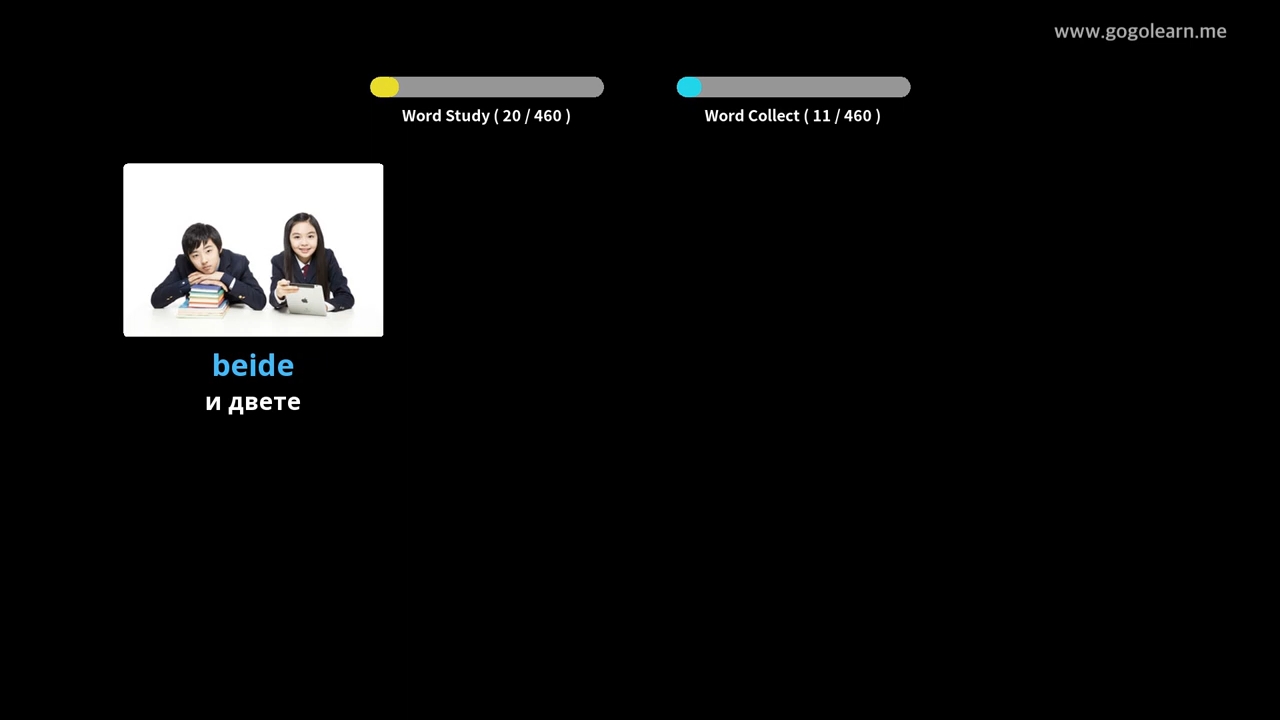 www.gogolearn.me
Word Study ( 20 / 460 )
Word Collect ( 11 / 460 )
beide
и двете